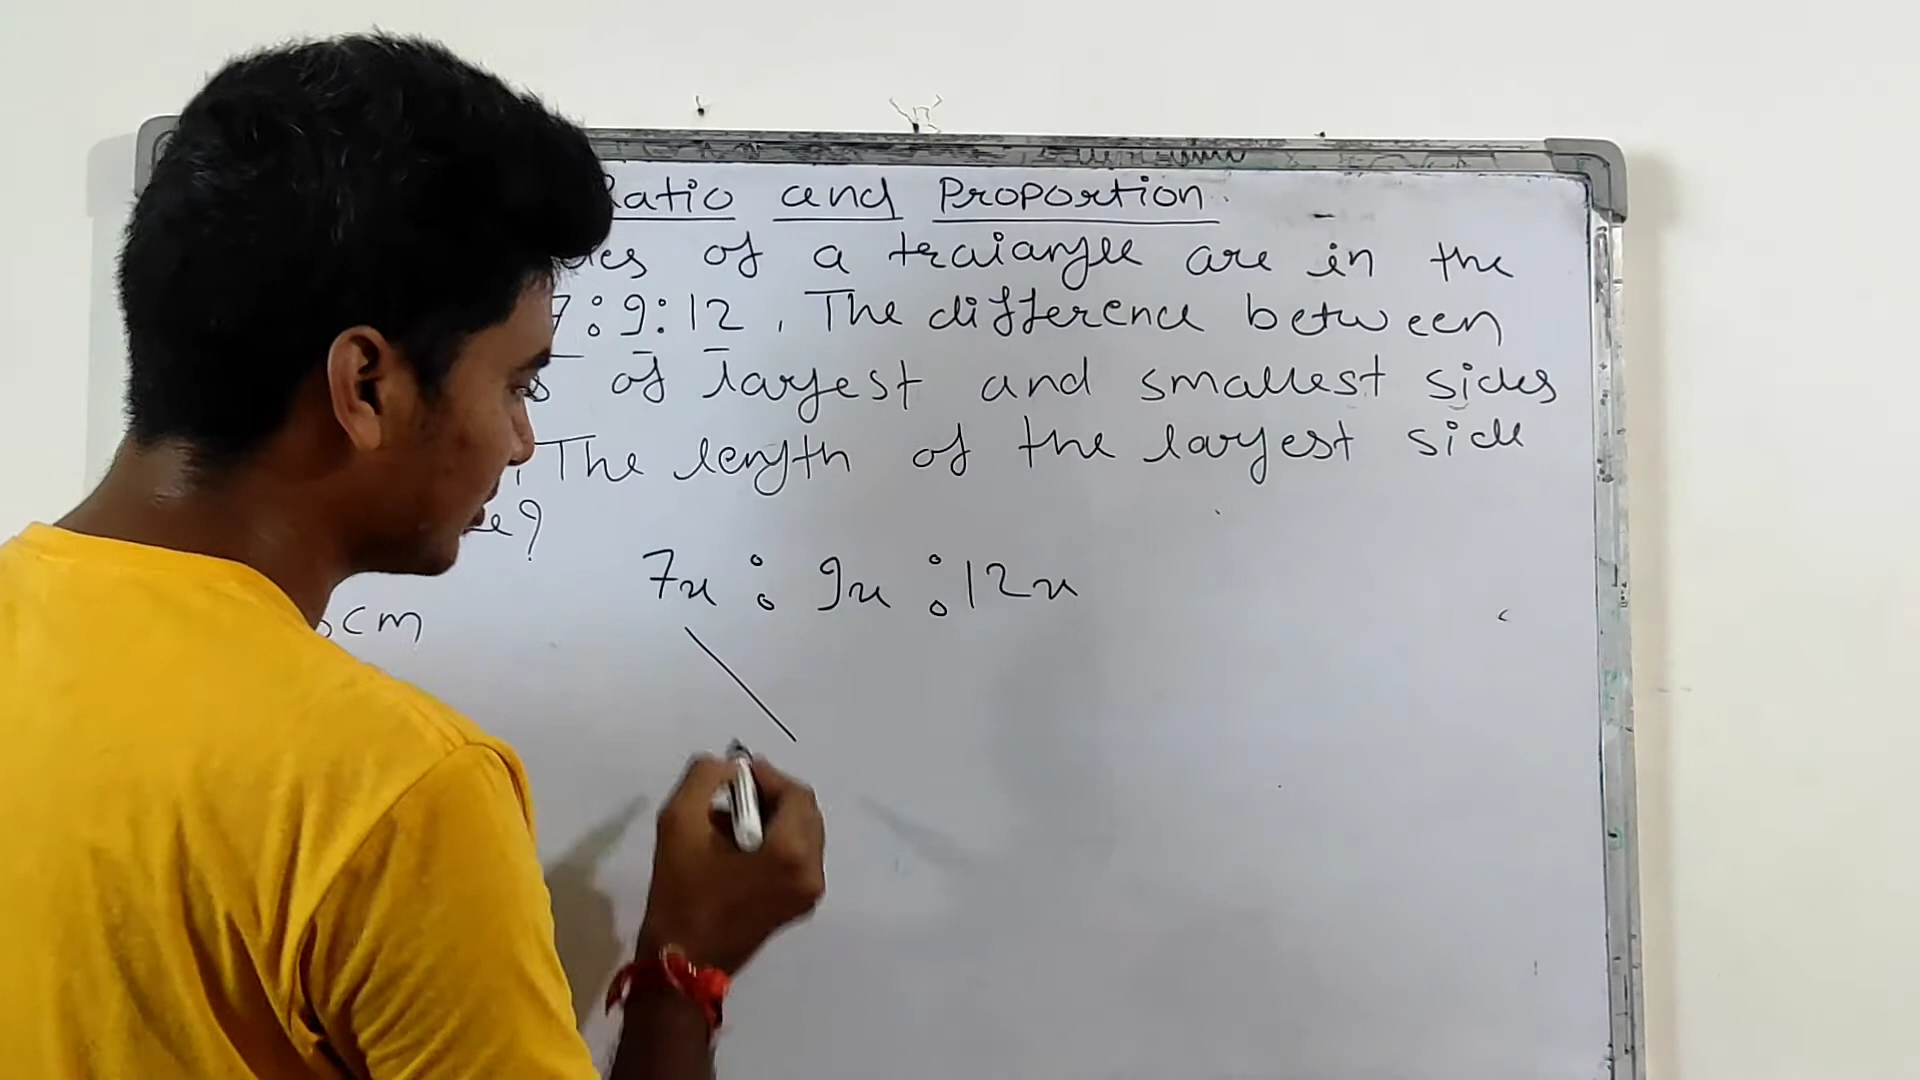 Ratio and Proportion
of a traiangle are in the
7:9:12. The difference between
of largest and smallest sides
. The length of the largest side
?
7x : 9x : 12x
cm